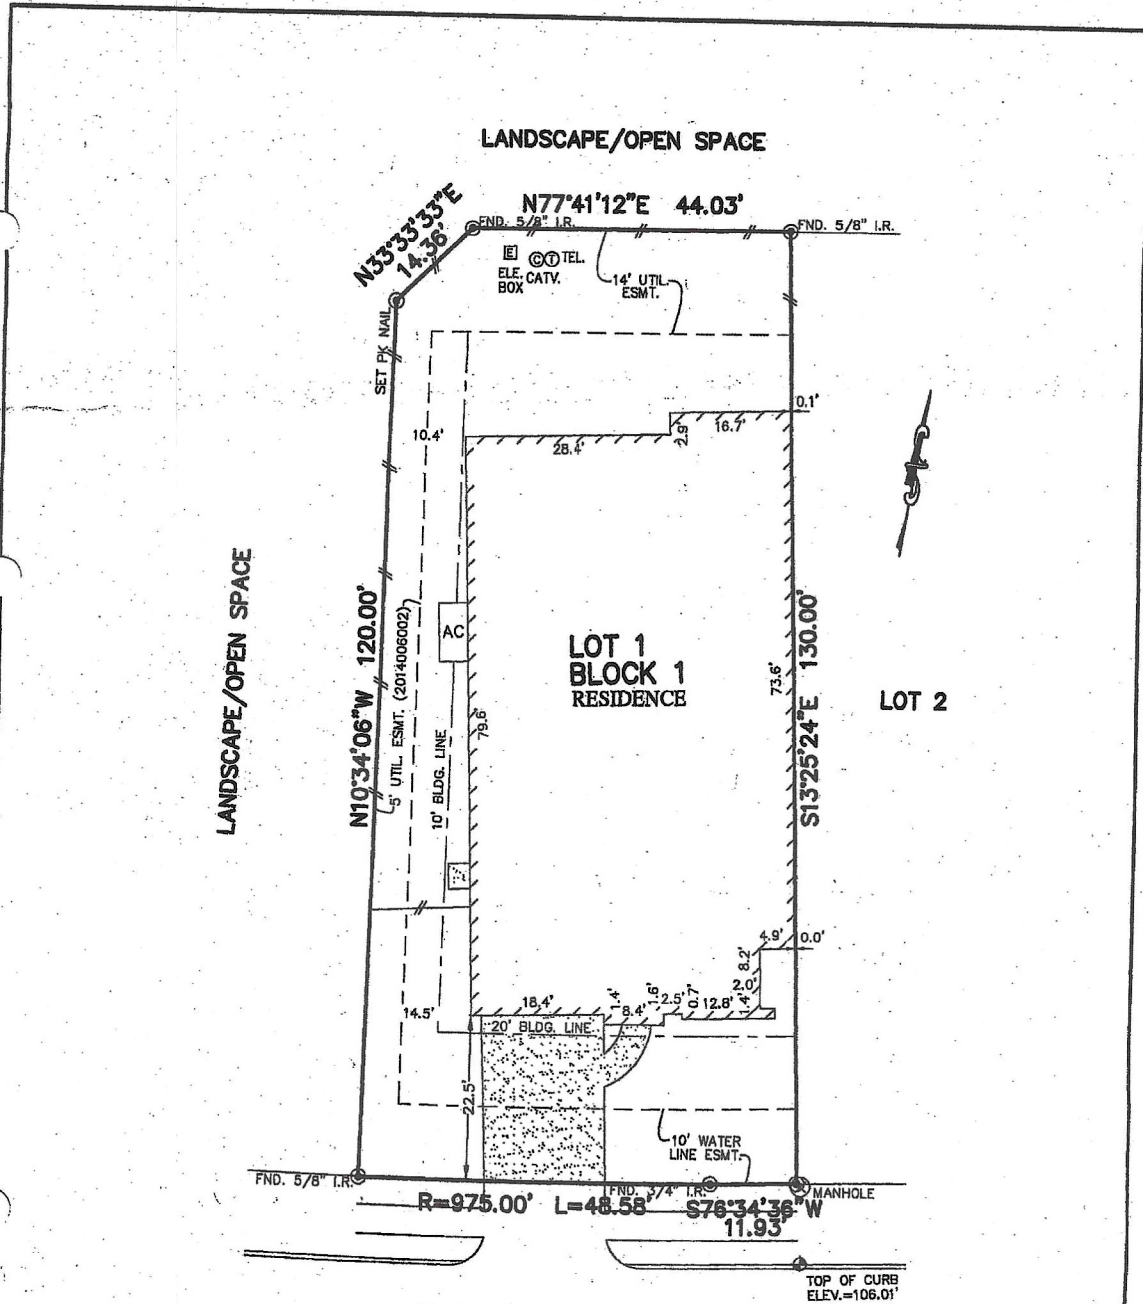 LANDSCAPE/OPEN SPACE
N77°41'12"E 44.03'
N33°33'33"E
14.36'
FND. 5/8" I.R.
FND. 5/8" I.R.
E
C T TEL.
ELE. CATV.
BOX
14' UTIL.
ESMT.
SET PK NAIL
0.1'
10.4'
28.4'
2.9'
16.7'
LANDSCAPE/OPEN SPACE
N10°34'06"W 120.00'
5' UTIL. ESMT. (2014006002)
10' BLDG. LINE
AC
79.6'
LOT 1
BLOCK 1
RESIDENCE
73.6'
S13°25'24"E 130.00'
LOT 2
4.9'
0.0'
8.2'
2.0'
1.4'
14.5'
18.4'
1.4'
8.4'
1.6'
2.5'
0.7'
12.8'
20' BLDG. LINE
22.5'
10' WATER
LINE ESMT.
FND. 5/8" I.R.
R=975.00' L=48.58'
FND. 3/4" I.R.
S76°34'36"W
11.93'
MANHOLE
TOP OF CURB
ELEV.=106.01'